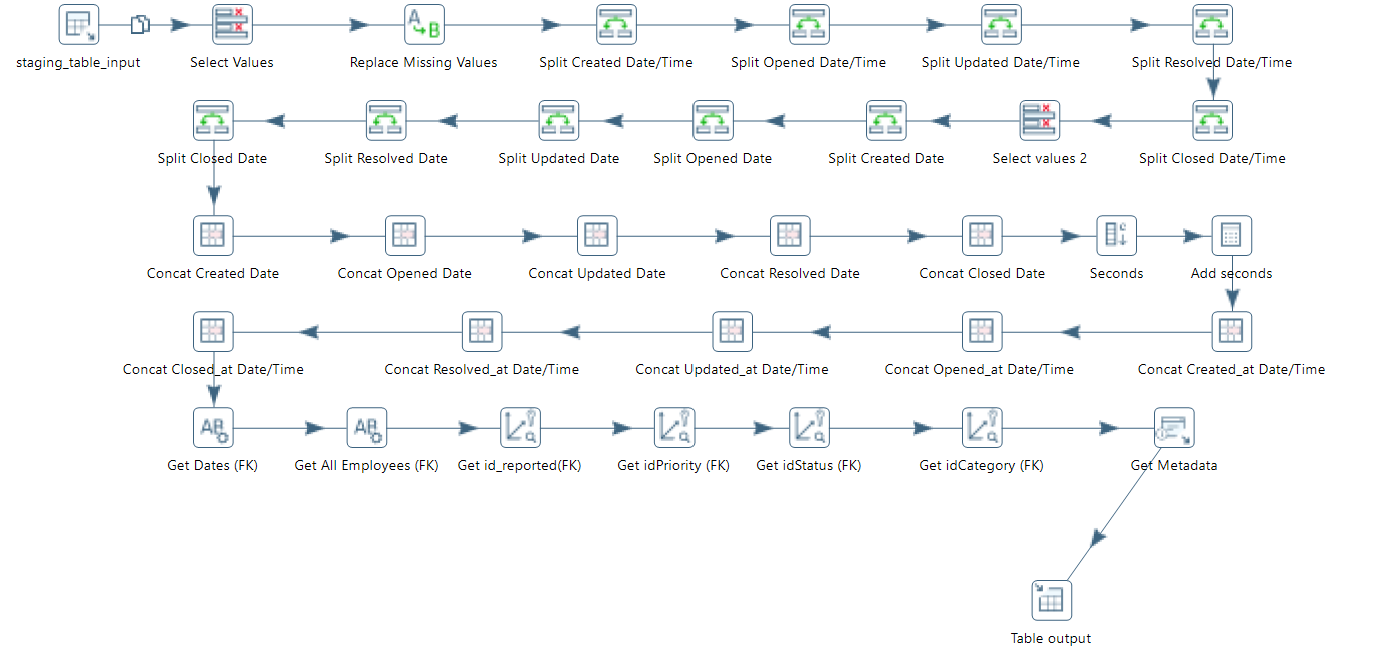 staging_table_input
Select Values
Replace Missing Values
Split Created Date/Time
Split Opened Date/Time
Split Updated Date/Time
Split Resolved Date/Time
Split Closed Date
Split Resolved Date
Split Updated Date
Split Opened Date
Split Created Date
Select values 2
Split Closed Date/Time
Concat Created Date
Concat Opened Date
Concat Updated Date
Concat Resolved Date
Concat Closed Date
Seconds
Add seconds
Concat Closed_at Date/Time
Concat Resolved_at Date/Time
Concat Updated_at Date/Time
Concat Opened_at Date/Time
Concat Created_at Date/Time
Get Dates (FK)
Get All Employees (FK)
Get id_reported(FK)
Get idPriority (FK)
Get idStatus (FK)
Get idCategory (FK)
Get Metadata
Table output